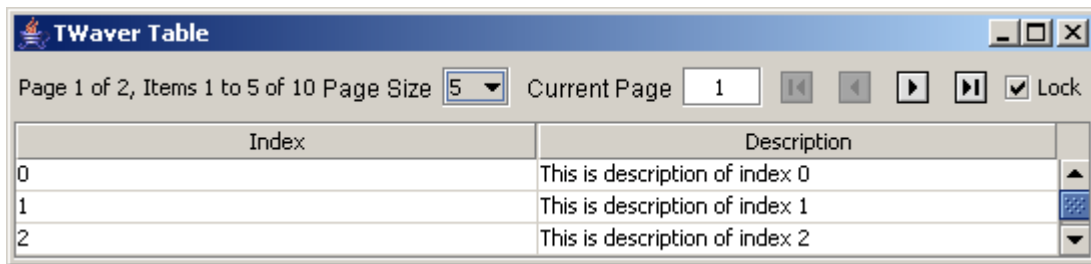 TWaver Table
Page 1 of 2, Items 1 to 5 of 10 Page Size 5 Current Page 1 Lock
Index Description
0 This is description of index 0
1 This is description of index 1
2 This is description of index 2